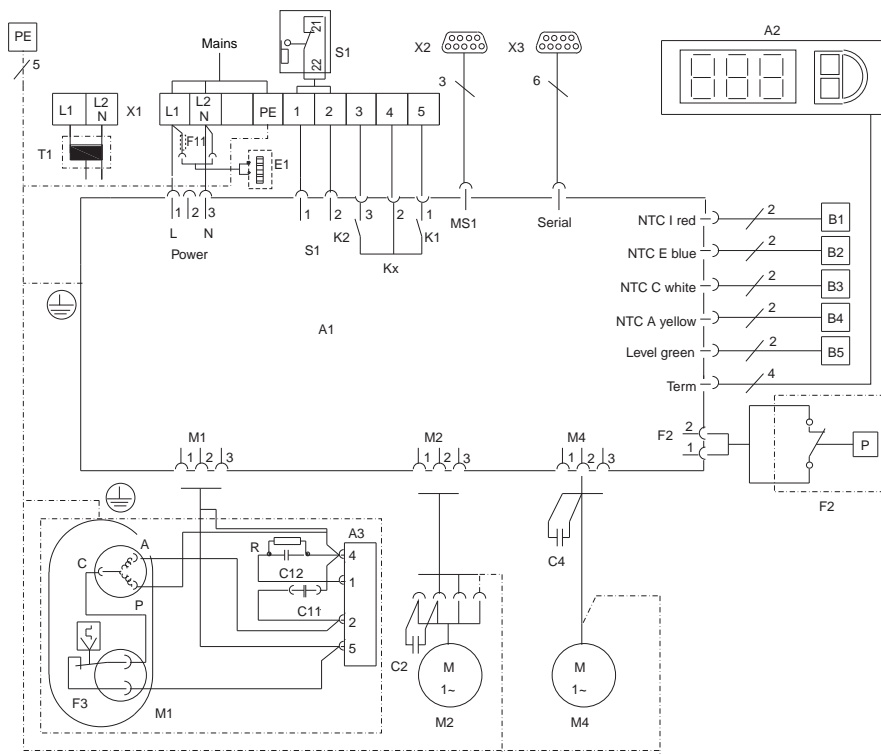 PE
5
Mains
21
22
S1
X2
3
X3
6
A2
L1
L2
N
X1
L1
L2
N
PE
1
2
3
4
5
T1
F11
E1
1
2
3
L
N
Power
1
2
S1
3
2
1
K2
K1
Kx
MS1
Serial
NTC I red
2
B1
NTC E blue
2
B2
NTC C white
2
B3
NTC A yellow
2
B4
Level green
2
B5
Term
4
A1
M1
1
2
3
M2
1
2
3
M4
1
2
3
F2
2
1
P
F2
A
C
P
R
C12
C11
A3
4
1
2
5
F3
M1
C2
M
1~
M2
C4
M
1~
M4